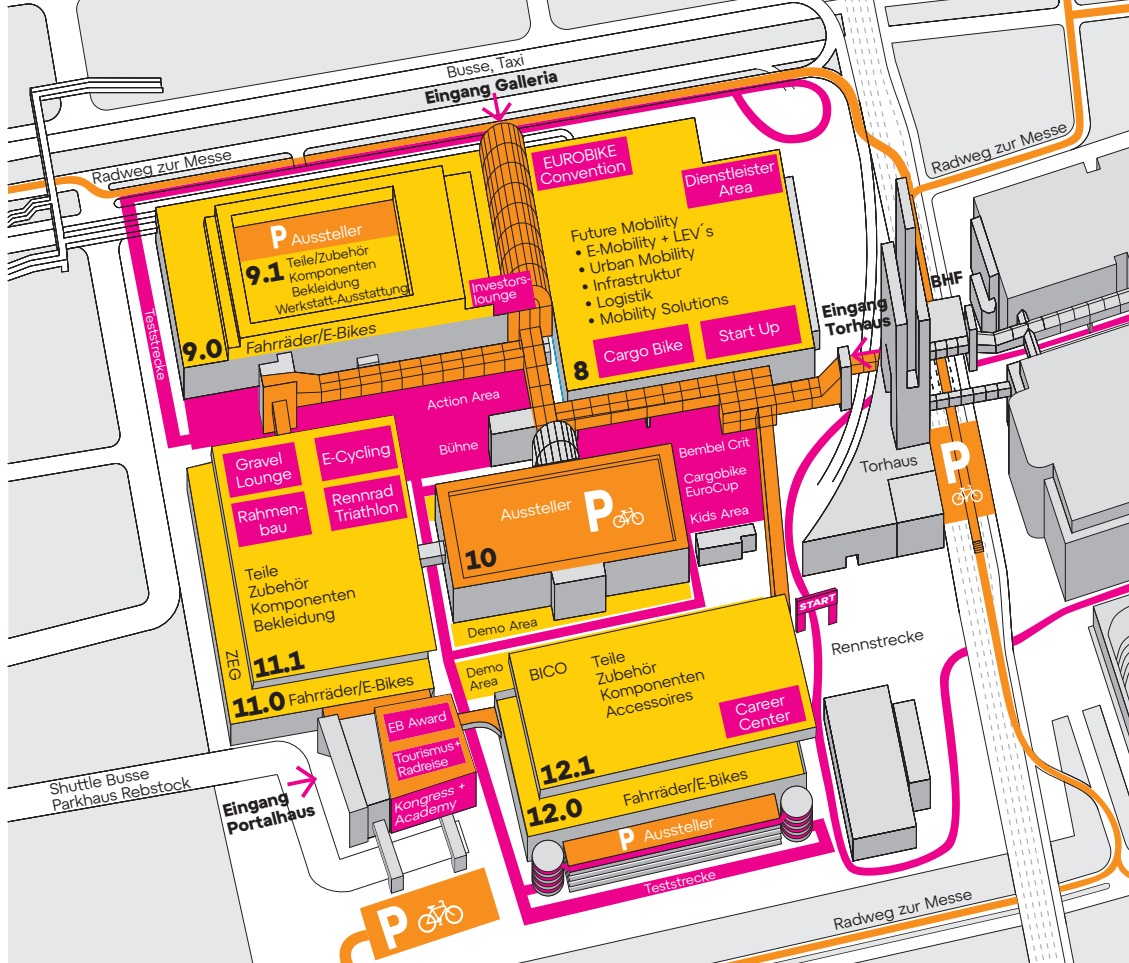 Busse, Taxi
Eingang Galleria
Radweg zur Messe
Radweg zur Messe
EUROBIKE
Convention
Dienstleister
Area
P Aussteller
9.1
Teile/Zubehör
Komponenten
Bekleidung
Werkstatt-Ausstattung
9.0
Fahrräder/E-Bikes
Investors-
lounge
Future Mobility
• E-Mobility + LEV´s
• Urban Mobility
• Infrastruktur
• Logistik
• Mobility Solutions
8
Cargo Bike
Start Up
Eingang
Torhaus
BHF
Teststrecke
Action Area
Bühne
Gravel
Lounge
E-Cycling
Rahmen-
bau
Rennrad
Triathlon
Teile
Zubehör
Komponenten
Bekleidung
ZEG
11.1
11.0 Fahrräder/E-Bikes
Aussteller P
10
Bembel Crit
Cargobike
EuroCup
Kids Area
Torhaus
P
START
Rennstrecke
Demo Area
Demo
Area
BICO
Teile
Zubehör
Komponenten
Accessoires
Career
Center
12.1
12.0
Fahrräder/E-Bikes
P Aussteller
EB Award
Tourismus+
Radreise
Kongress +
Academy
Shuttle Busse
Parkhaus Rebstock
Eingang
Portalhaus
P
Teststrecke
Radweg zur Messe